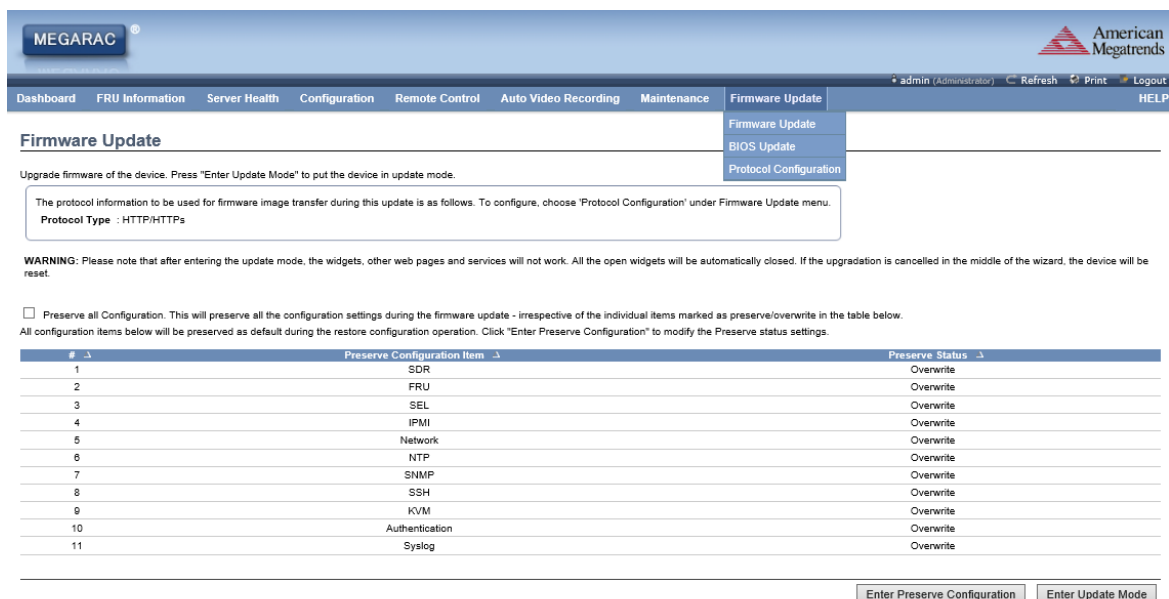 MEGARAC ®
American
Megatrends
admin (Administrator) Refresh Print Logout
Dashboard FRU Information Server Health Configuration Remote Control Auto Video Recording Maintenance Firmware Update HELP
Firmware Update
BIOS Update
Protocol Configuration
Firmware Update
Upgrade firmware of the device. Press "Enter Update Mode" to put the device in update mode.
The protocol information to be used for firmware image transfer during this update is as follows. To configure, choose 'Protocol Configuration' under Firmware Update menu.
Protocol Type : HTTP/HTTPs
WARNING: Please note that after entering the update mode, the widgets, other web pages and services will not work. All the open widgets will be automatically closed. If the upgradation is cancelled in the middle of the wizard, the device will be
reset.
Preserve all Configuration. This will preserve all the configuration settings during the firmware update - irrespective of the individual items marked as preserve/overwrite in the table below.
All configuration items below will be preserved as default during the restore configuration operation. Click "Enter Preserve Configuration" to modify the Preserve status settings.
# Preserve Configuration Item Preserve Status
1 SDR Overwrite
2 FRU Overwrite
3 SEL Overwrite
4 IPMI Overwrite
5 Network Overwrite
6 NTP Overwrite
7 SNMP Overwrite
8 SSH Overwrite
9 KVM Overwrite
10 Authentication Overwrite
11 Syslog Overwrite
Enter Preserve Configuration Enter Update Mode